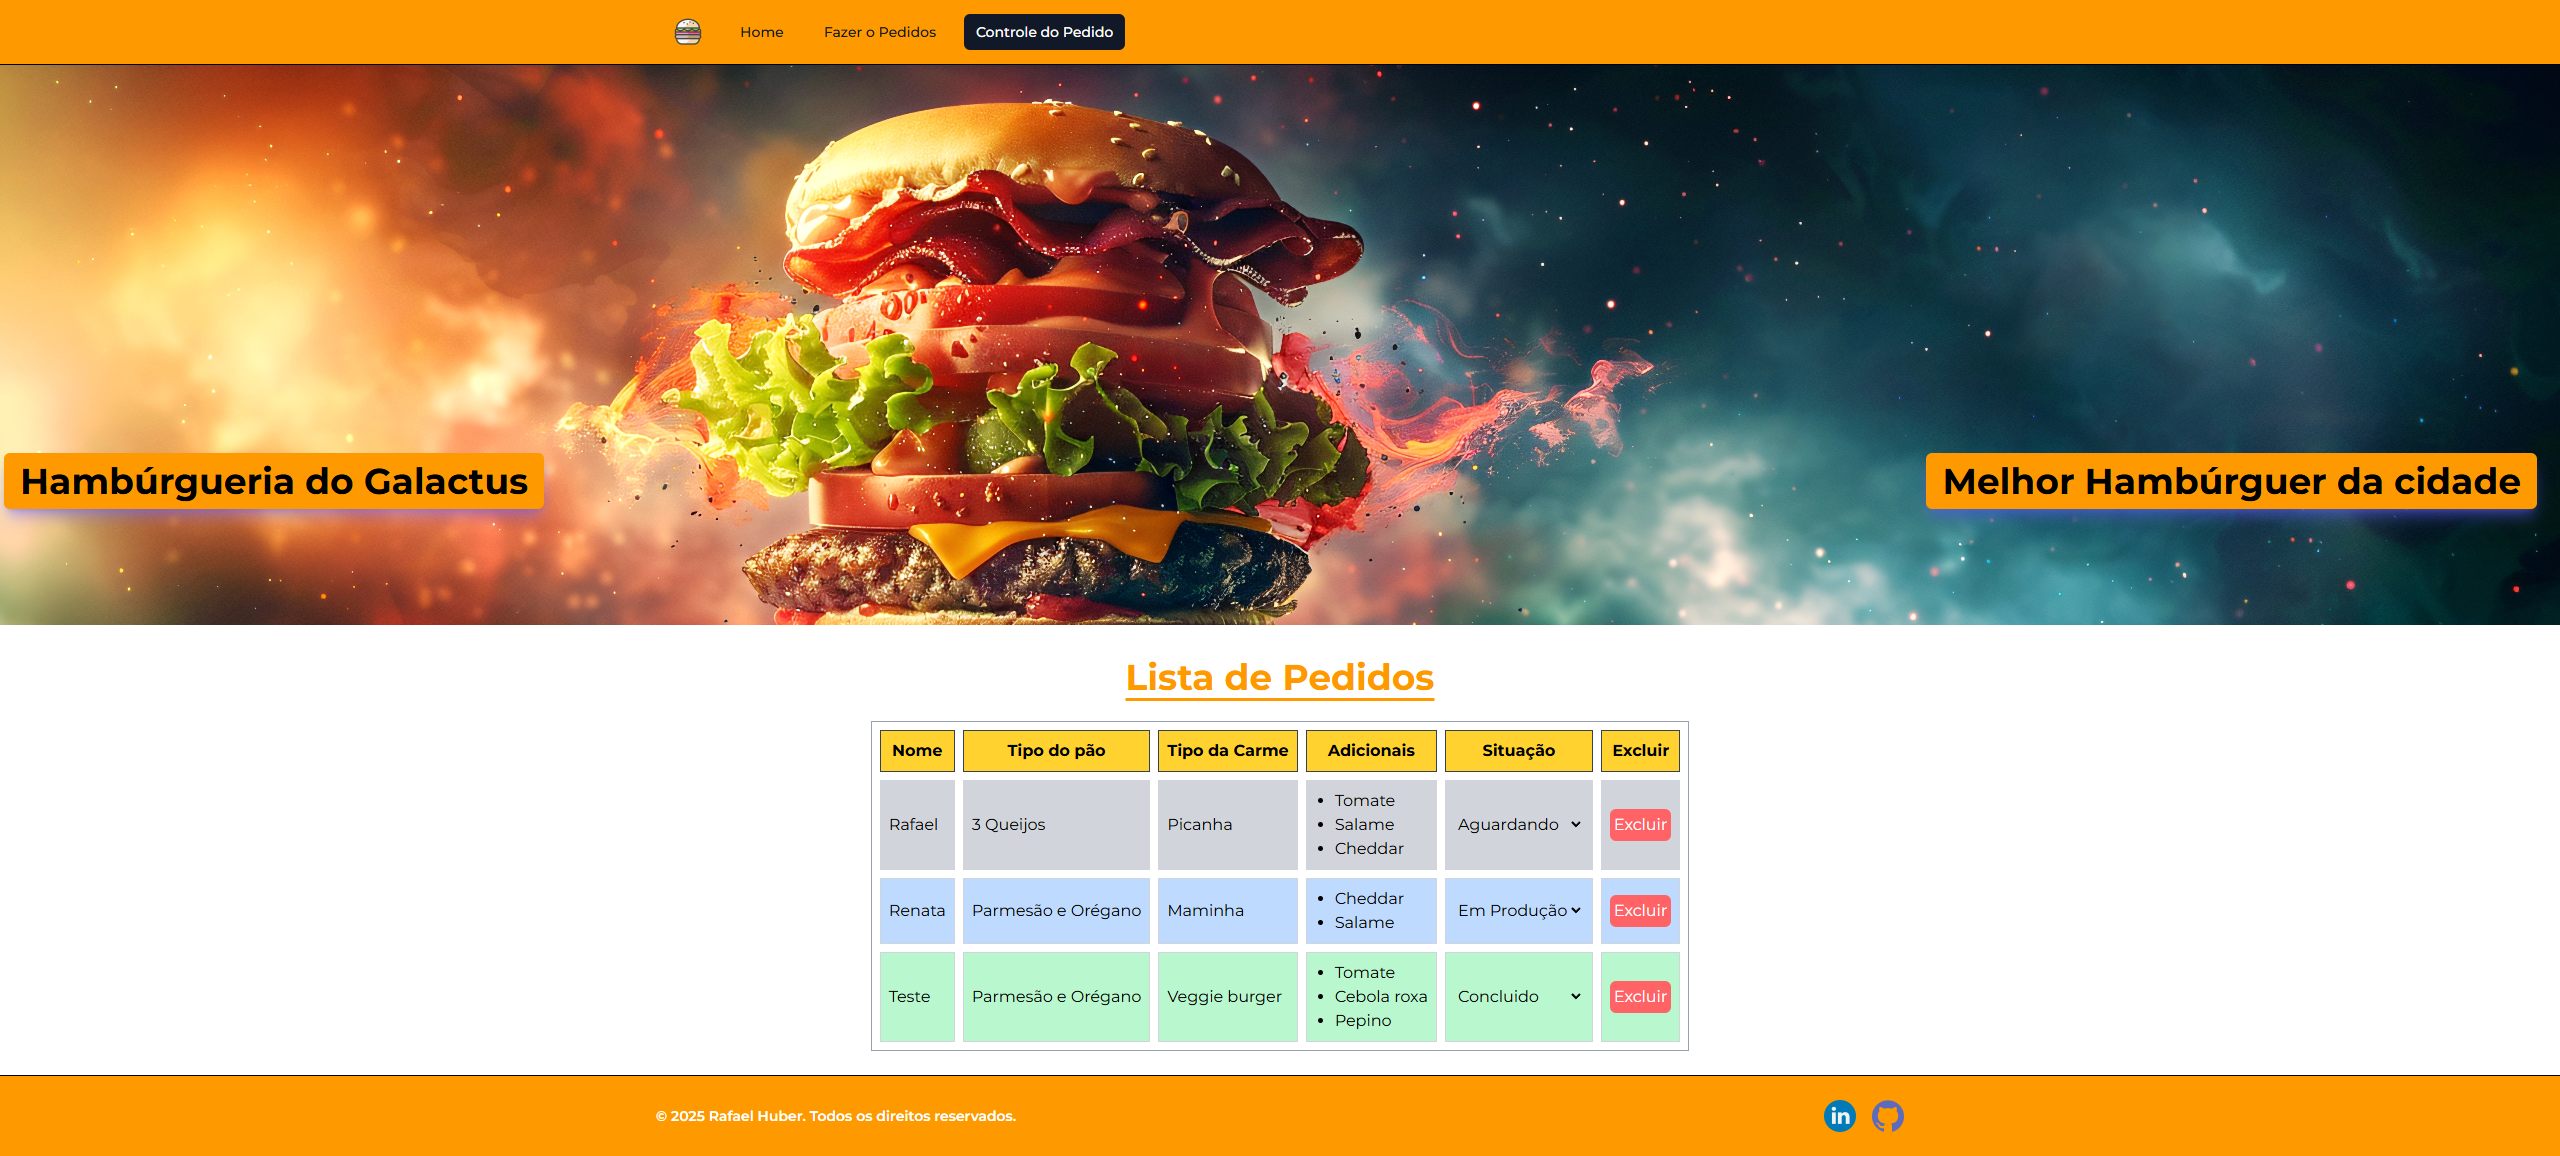 Home Fazer o Pedidos Controle do Pedido
Hambúrgueria do Galactus
Melhor Hambúrguer da cidade
Lista de Pedidos
Nome Tipo do pão Tipo da Carme Adicionais Situação Excluir
Rafael 3 Queijos Picanha
Tomate
Salame
Cheddar
Aguardando Excluir
Renata Parmesão e Orégano Maminha
Cheddar
Salame
Em Produção Excluir
Teste Parmesão e Orégano Veggie burger
Tomate
Cebola roxa
Pepino
Concluido Excluir
© 2025 Rafael Huber. Todos os direitos reservados.
in